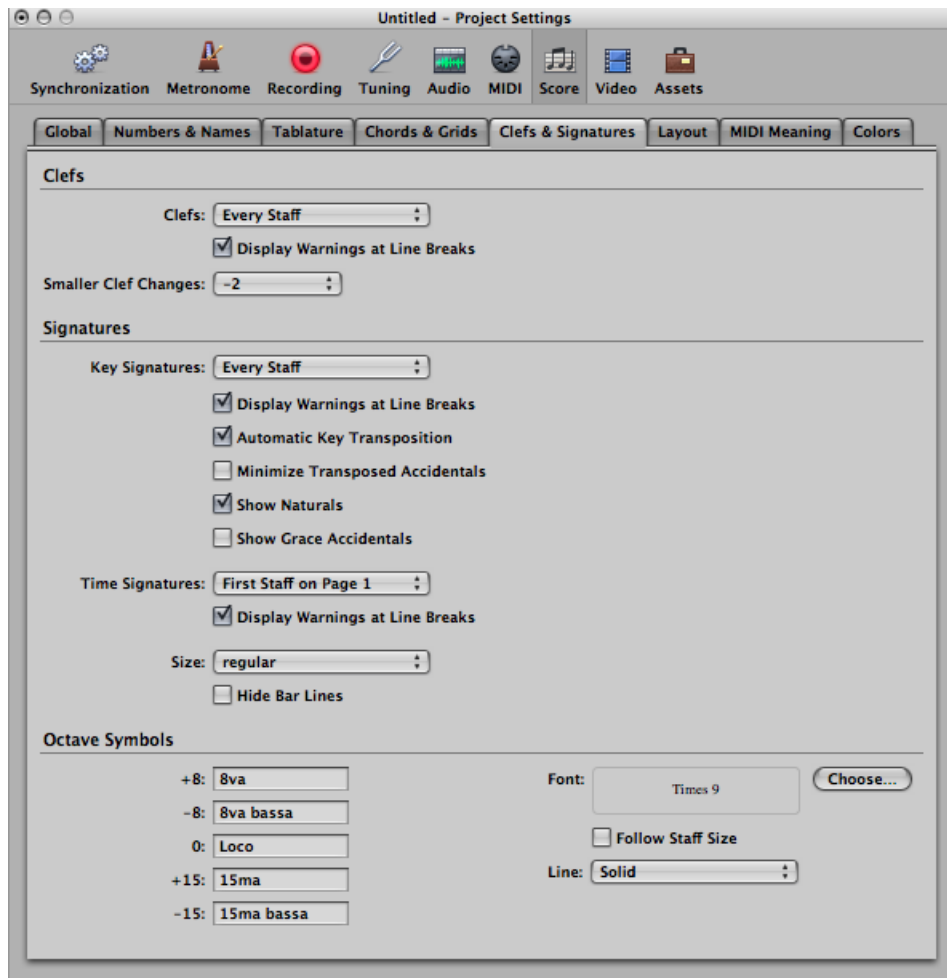 Untitled – Project Settings
Synchronization Metronome Recording Tuning Audio MIDI Score Video Assets
Global Numbers & Names Tablature Chords & Grids Clefs & Signatures Layout MIDI Meaning Colors
Clefs
Clefs: Every Staff
Display Warnings at Line Breaks
Smaller Clef Changes: -2
Signatures
Key Signatures: Every Staff
Display Warnings at Line Breaks
Automatic Key Transposition
Minimize Transposed Accidentals
Show Naturals
Show Grace Accidentals
Time Signatures: First Staff on Page 1
Display Warnings at Line Breaks
Size: regular
Hide Bar Lines
Octave Symbols
+8: 8va
-8: 8va bassa
0: Loco
+15: 15ma
-15: 15ma bassa
Font: Times 9 Choose...
Follow Staff Size
Line: Solid